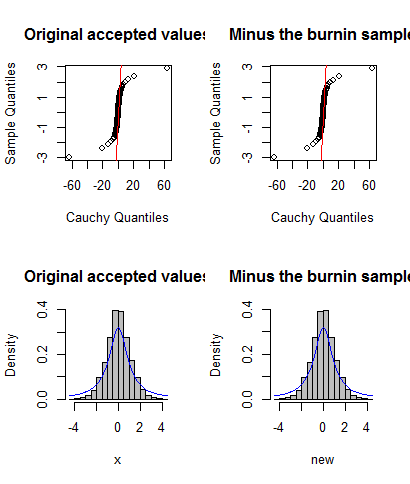 Original accepted values
Sample Quantiles
3
1
-1
-3
-60 -20 20 60
Cauchy Quantiles
Minus the burnin sample
Sample Quantiles
3
1
-1
-3
-60 -20 20 60
Cauchy Quantiles
Original accepted values
Density
0.4
0.2
0.0
-4 0 2 4
x
Minus the burnin sample
Density
0.4
0.2
0.0
-4 0 2 4
new